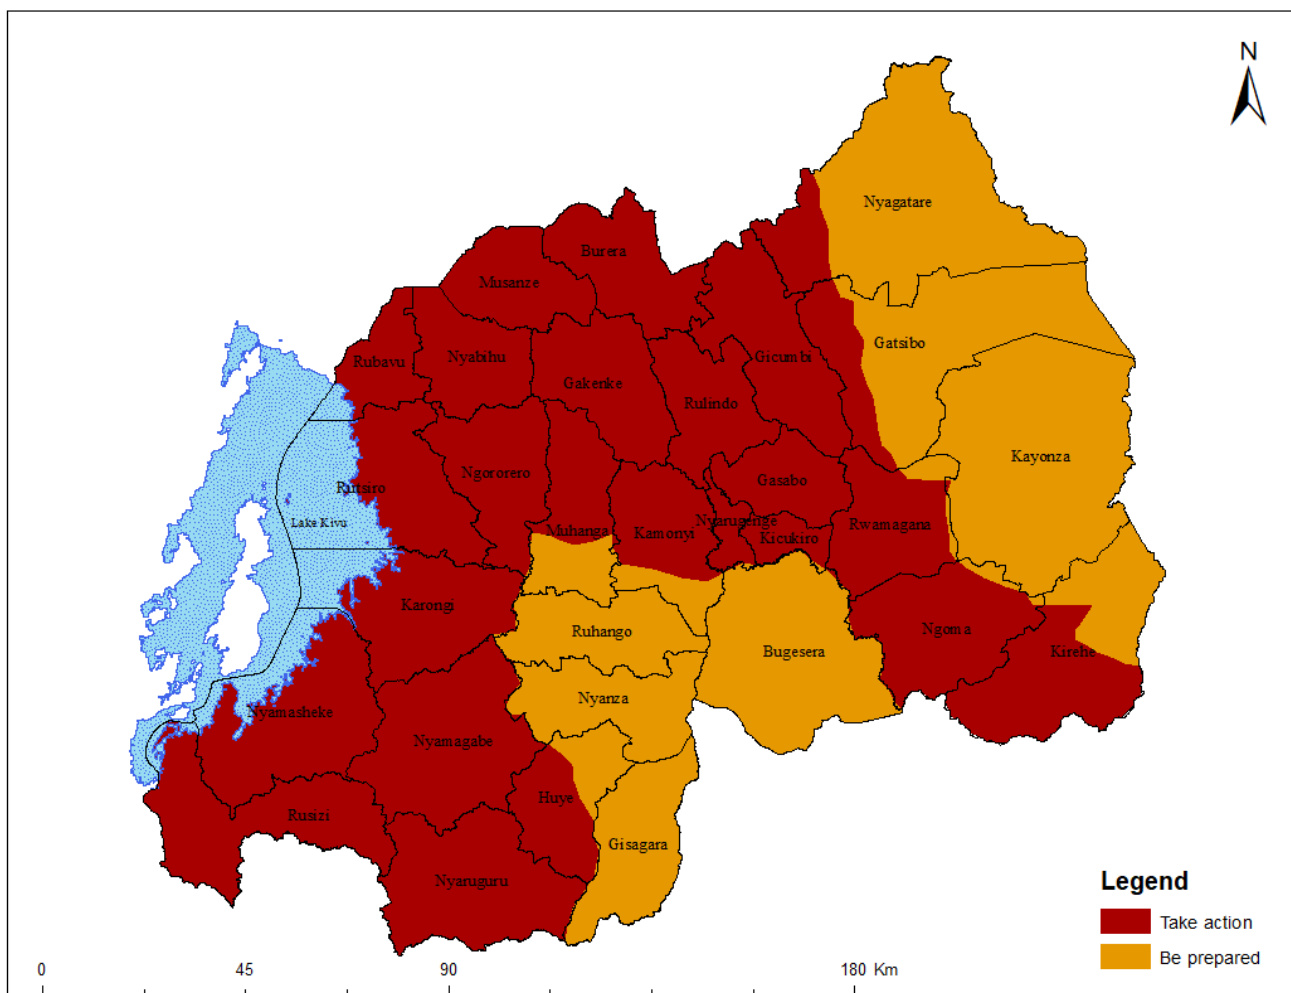 N
Nyagatare
Burera
Musanze
Gatsibo
Rubavu
Nyabihu
Gicumbi
Gakenke
Rulindo
Kayonza
Ngororero
Gasabo
Rutsiro
Lake Kivu
Nyarugenge
Rwamagana
Muhanga
Kamonyi
Kicukiro
Karongi
Ruhango
Ngoma
Bugesera
Kirehe
Nyanza
Nyamasheke
Nyamagabe
Huye
Rusizi
Gisagara
Nyaruguru
Legend
Take action
Be prepared
0 45 90 180 Km